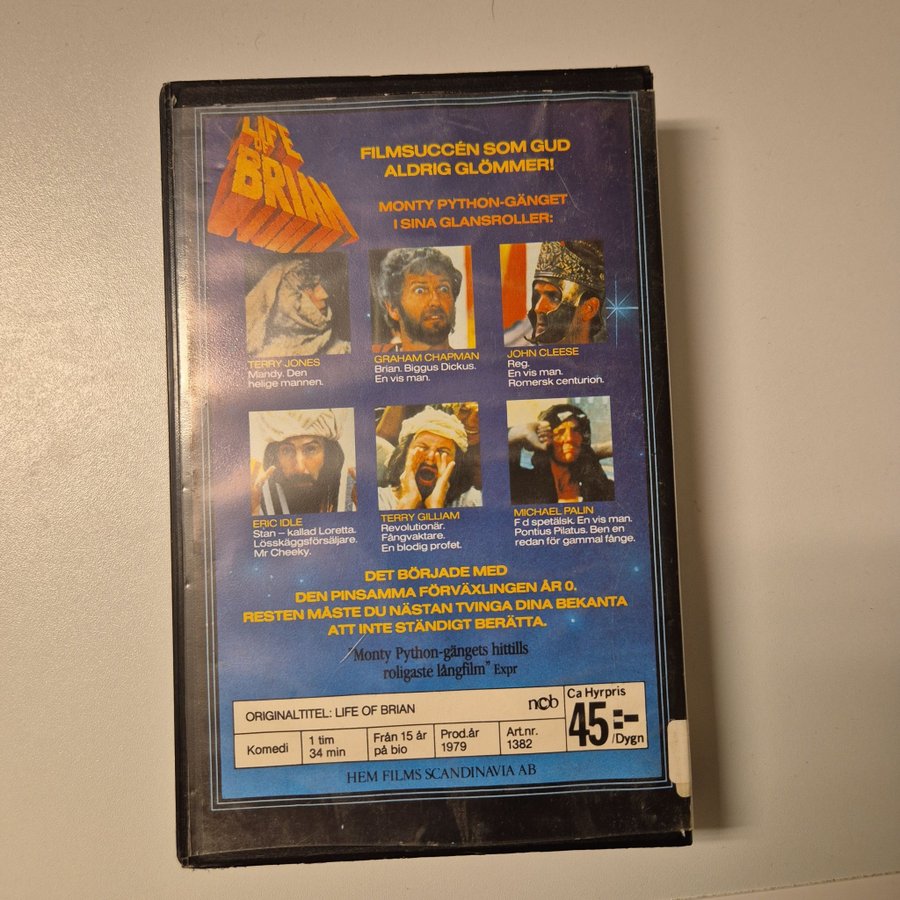 LIFE
OF
BRIAN
FILMSUCCÉN SOM GUD
ALDRIG GLÖMMER!
MONTY PYTHON-GÄNGET
I SINA GLANSROLLER:
TERRY JONES
Mandy. Den
helige mannen.
GRAHAM CHAPMAN
Brian. Biggus Dickus.
En vis man.
JOHN CLEESE
Reg.
En vis man.
Romersk centurion.
ERIC IDLE
Stan – kallad Loretta.
Lösskäggsförsäljare.
Mr Cheeky.
TERRY GILLIAM
Revolutionär.
Fångvaktare.
En blodig profet.
MICHAEL PALIN
F d spetälsk. En vis man.
Pontius Pilatus. Ben en
redan för gammal fånge.
DET BÖRJADE MED
DEN PINSAMMA FÖRVÄXLINGEN ÅR 0.
RESTEN MÅSTE DU NÄSTAN TVINGA DINA BEKANTA
ATT INTE STÄNDIGT BERÄTTA.
"Monty Python-gängets hittills
roligaste långfilm" Expr
ORIGINALTITEL: LIFE OF BRIAN
ncb
Komedi
1 tim
34 min
Från 15 år
på bio
Prod.år
1979
Art.nr.
1382
Ca Hyrpris
45:-
/Dygn
HEM FILMS SCANDINAVIA AB